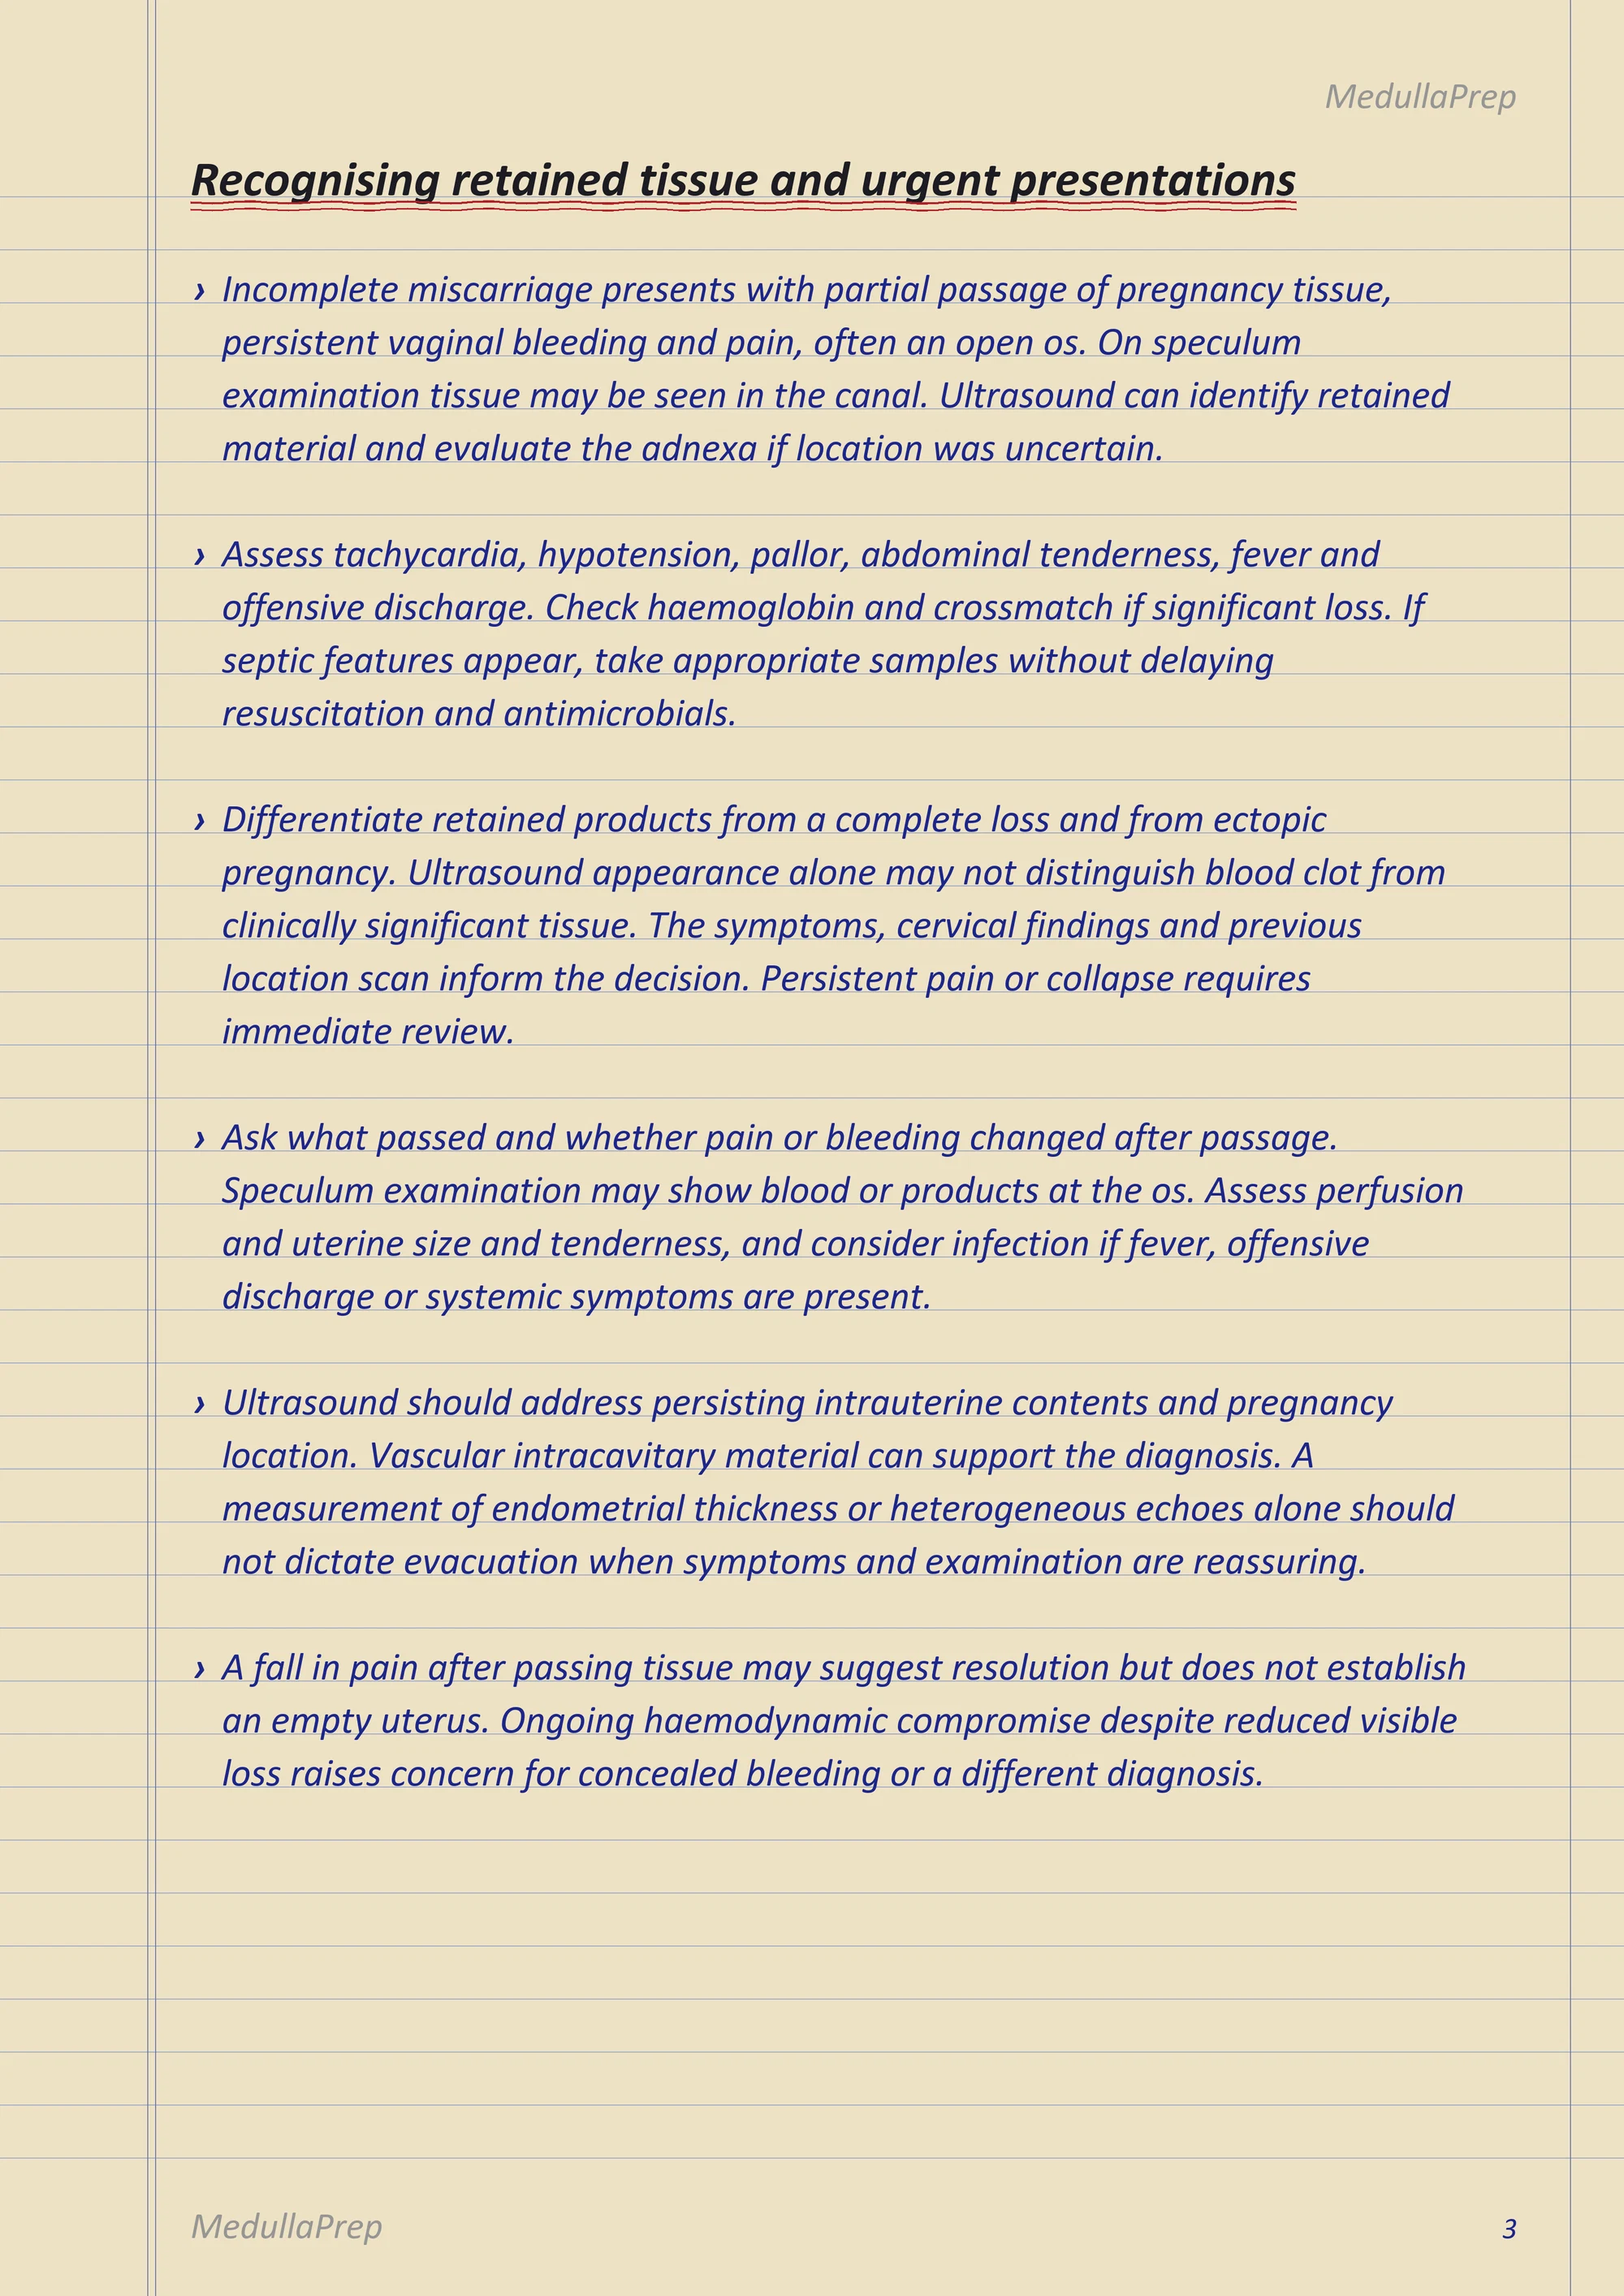 MedullaPrep
Recognising retained tissue and urgent presentations
› Incomplete miscarriage presents with partial passage of pregnancy tissue,
persistent vaginal bleeding and pain, often an open os. On speculum
examination tissue may be seen in the canal. Ultrasound can identify retained
material and evaluate the adnexa if location was uncertain.
› Assess tachycardia, hypotension, pallor, abdominal tenderness, fever and
offensive discharge. Check haemoglobin and crossmatch if significant loss. If
septic features appear, take appropriate samples without delaying
resuscitation and antimicrobials.
› Differentiate retained products from a complete loss and from ectopic
pregnancy. Ultrasound appearance alone may not distinguish blood clot from
clinically significant tissue. The symptoms, cervical findings and previous
location scan inform the decision. Persistent pain or collapse requires
immediate review.
› Ask what passed and whether pain or bleeding changed after passage.
Speculum examination may show blood or products at the os. Assess perfusion
and uterine size and tenderness, and consider infection if fever, offensive
discharge or systemic symptoms are present.
› Ultrasound should address persisting intrauterine contents and pregnancy
location. Vascular intracavitary material can support the diagnosis. A
measurement of endometrial thickness or heterogeneous echoes alone should
not dictate evacuation when symptoms and examination are reassuring.
› A fall in pain after passing tissue may suggest resolution but does not establish
an empty uterus. Ongoing haemodynamic compromise despite reduced visible
loss raises concern for concealed bleeding or a different diagnosis.
MedullaPrep
3